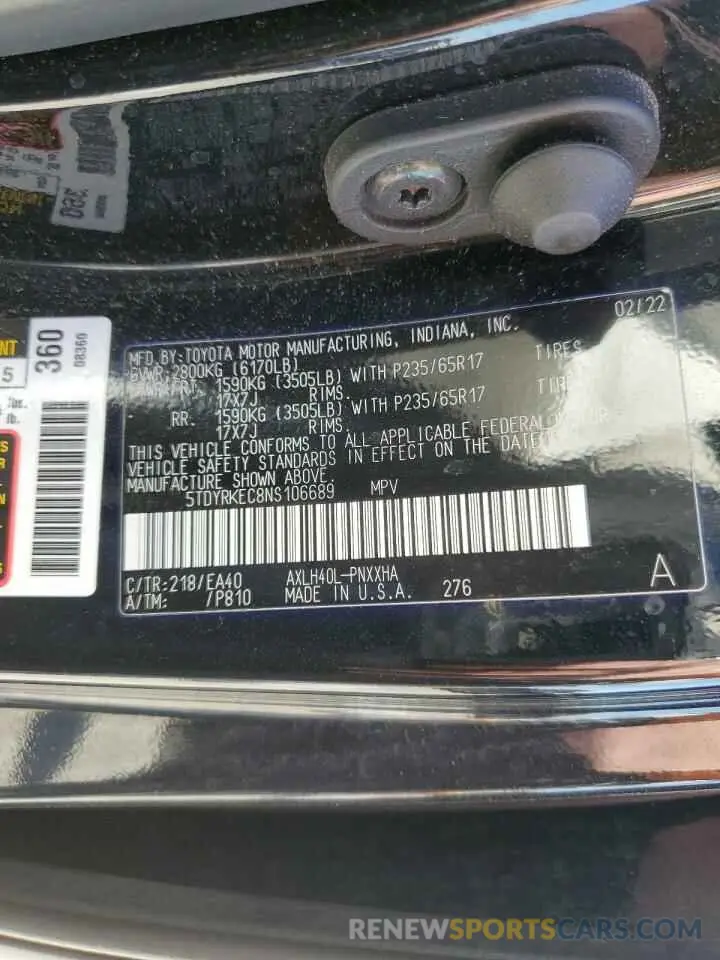 MFD.BY:TOYOTA MOTOR MANUFACTURING, INDIANA, INC. 02/22
GVWR:2800KG (6170LB)
FRT. 1590KG (3505LB) WITH P235/65R17 TIRES
17X7J RIMS.
RR. 1590KG (3505LB) WITH P235/65R17
17X7J RIMS.
THIS VEHICLE CONFORMS TO ALL APPLICABLE FEDERAL
VEHICLE SAFETY STANDARDS IN EFFECT ON THE DATE
MANUFACTURE SHOWN ABOVE.
5TDYRKEC8NS106689 MPV
C/TR:218/EA40 AXLH40L-PNXXHA
A/TM: /P810 MADE IN U.S.A. 276 A
360
08360
5
360
RENEWSPORTSCARS.COM